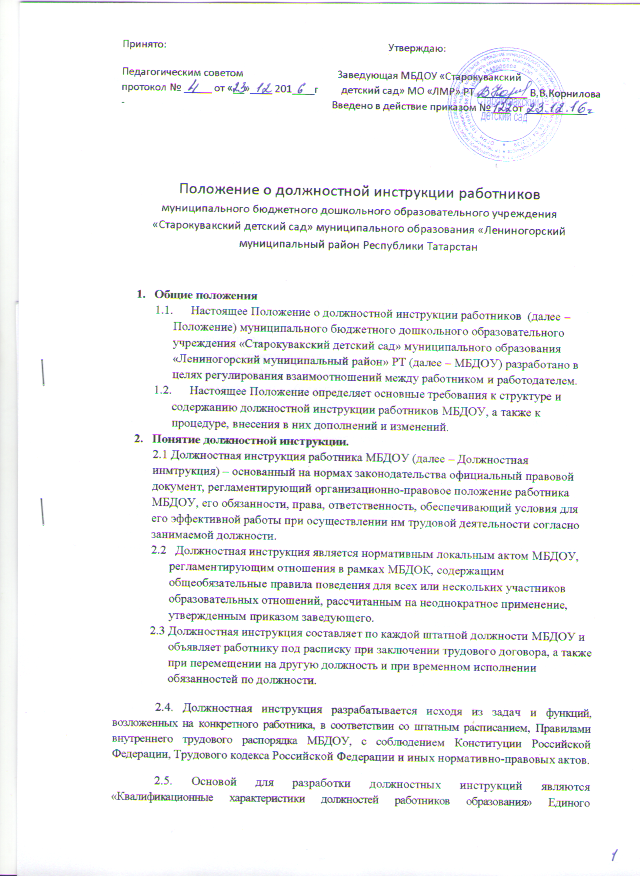 Принято:
Утверждаю:
Педагогическим советом
Заведующая МБДОУ «Старокувакский
протокол № 4 от «23» 12 2016 г
детский сад» МО «ЛМР» РТ В.В.Корнилова
-
Введено в действие приказом № 122 от 23.12.16 г
детский сад
Положение о должностной инструкции работников
муниципального бюджетного дошкольного образовательного учреждения
«Старокувакский детский сад» муниципального образования «Лениногорский
муниципальный район Республики Татарстан
1. Общие положения
1.1. Настоящее Положение о должностной инструкции работников (далее –
Положение) муниципального бюджетного дошкольного образовательного
учреждения «Старокувакский детский сад» муниципального образования
«Лениногорский муниципальный район» РТ (далее – МБДОУ) разработано в
целях регулирования взаимоотношений между работником и работодателем.
1.2. Настоящее Положение определяет основные требования к структуре и
содержанию должностной инструкции работников МБДОУ, а также к
процедуре, внесения в них дополнений и изменений.
2. Понятие должностной инструкции.
2.1 Должностная инструкция работника МБДОУ (далее – Должностная
инмтрукция) – основанный на нормах законодательства официальный правовой
документ, регламентирующий организационно-правовое положение работника
МБДОУ, его обязанности, права, ответственность, обеспечивающий условия для
его эффективной работы при осуществлении им трудовой деятельности согласно
занимаемой должности.
2.2 Должностная инструкция является нормативным локальным актом МБДОУ,
регламентирующим отношения в рамках МБДОК, содержащим
общеобязательные правила поведения для всех или нескольких участников
образовательных отношений, рассчитанным на неоднократное применение,
утвержденным приказом заведующего.
2.3 Должностная инструкция составляет по каждой штатной должности МБДОУ и
объявляет работнику под расписку при заключении трудового договора, а также
при перемещении на другую должность и при временном исполнении
обязанностей по должности.
2.4. Должностная инструкция разрабатывается исходя из задач и функций,
возложенных на конкретного работника, в соответствии со штатным расписанием, Правилами
внутреннего трудового распорядка МБДОУ, с соблюдением Конституции Российской
Федерации, Трудового кодекса Российской Федерации и иных нормативно-правовых актов.
2.5. Основой для разработки должностных инструкций являются
«Квалификационные характеристики должностей работников образования» Единого
1